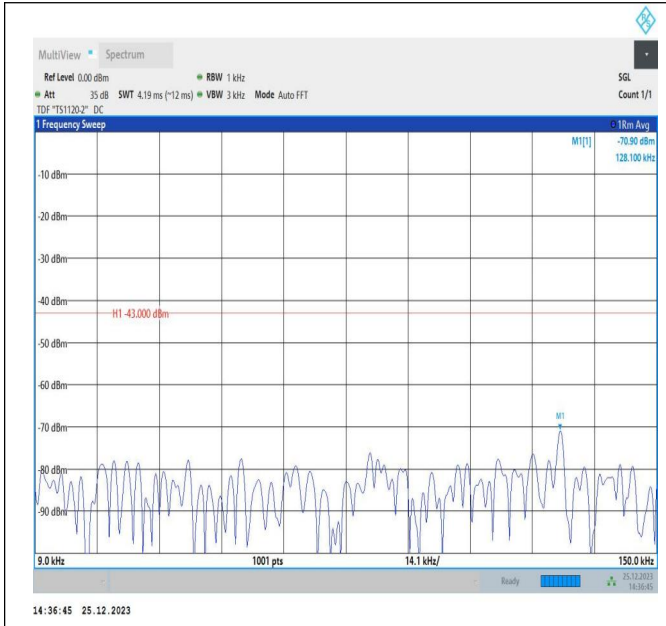 MultiView Spectrum
Ref Level 0.00 dBm RBW 1 kHz SGL
Att 35 dB SWT 4.19 ms (~12 ms) VBW 3 kHz Mode Auto FFT Count 1/1
TDF "TS1120-2" DC
1 Frequency Sweep 1Rm Avg
M1[1] -70.90 dBm
128.100 kHz
-10 dBm
-20 dBm
-30 dBm
-40 dBm
H1 -43.000 dBm
-50 dBm
-60 dBm
M1
-70 dBm
-80 dBm
-90 dBm
9.0 kHz 1001 pts 14.1 kHz/ 150.0 kHz
Ready 25.12.2023
14:36:45
14:36:45 25.12.2023